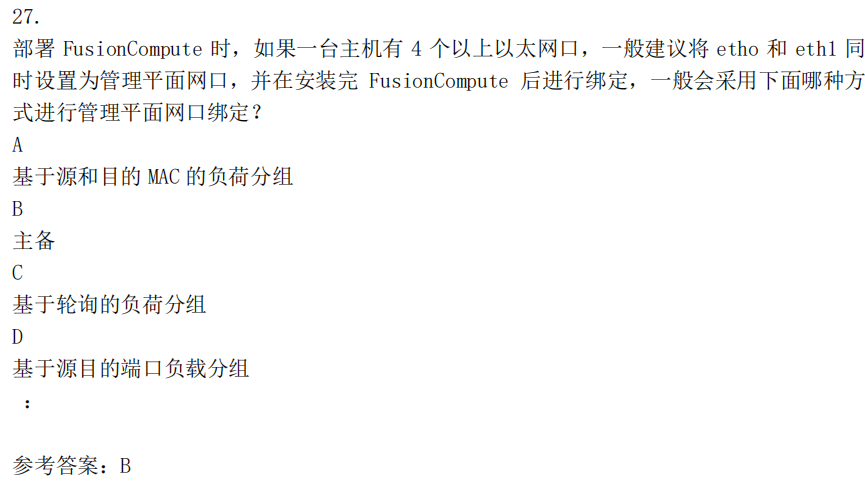 27.
部署 FusionCompute 时，如果一台主机有 4 个以上以太网口，一般建议将 etho 和 eth1 同
时设置为管理平面网口，并在安装完 FusionCompute 后进行绑定，一般会采用下面哪种方
式进行管理平面网口绑定？
A
基于源和目的 MAC 的负荷分组
B
主备
C
基于轮询的负荷分组
D
基于源目的端口负载分组
：
参考答案：B